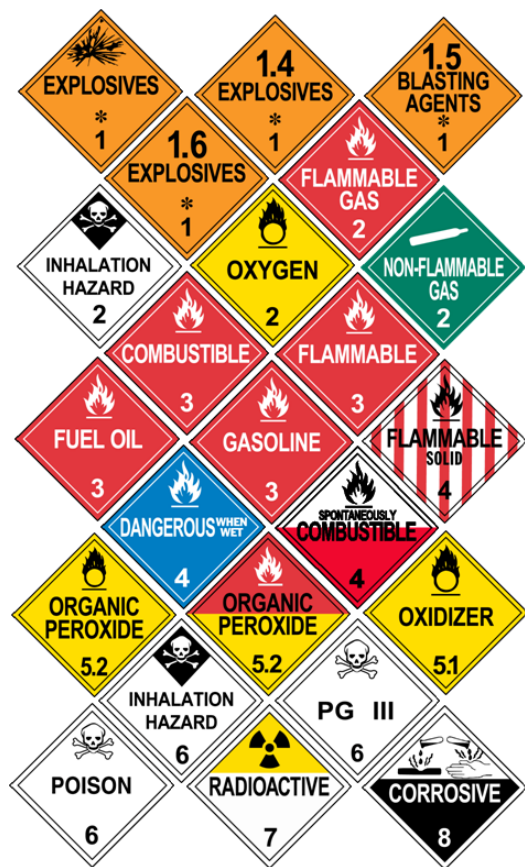 EXPLOSIVES
*
1
1.4
EXPLOSIVES
*
1
1.5
BLASTING
AGENTS
*
1
1.6
EXPLOSIVES
*
1
FLAMMABLE
GAS
2
INHALATION
HAZARD
2
OXYGEN
2
NON-FLAMMABLE
GAS
2
COMBUSTIBLE
3
FLAMMABLE
3
FUEL OIL
3
GASOLINE
3
FLAMMABLE
SOLID
4
DANGEROUS WHEN
WET
4
SPONTANEOUSLY
COMBUSTIBLE
4
ORGANIC
PEROXIDE
5.2
ORGANIC
PEROXIDE
5.2
OXIDIZER
5.1
INHALATION
HAZARD
6
PG III
6
POISON
6
RADIOACTIVE
7
CORROSIVE
8